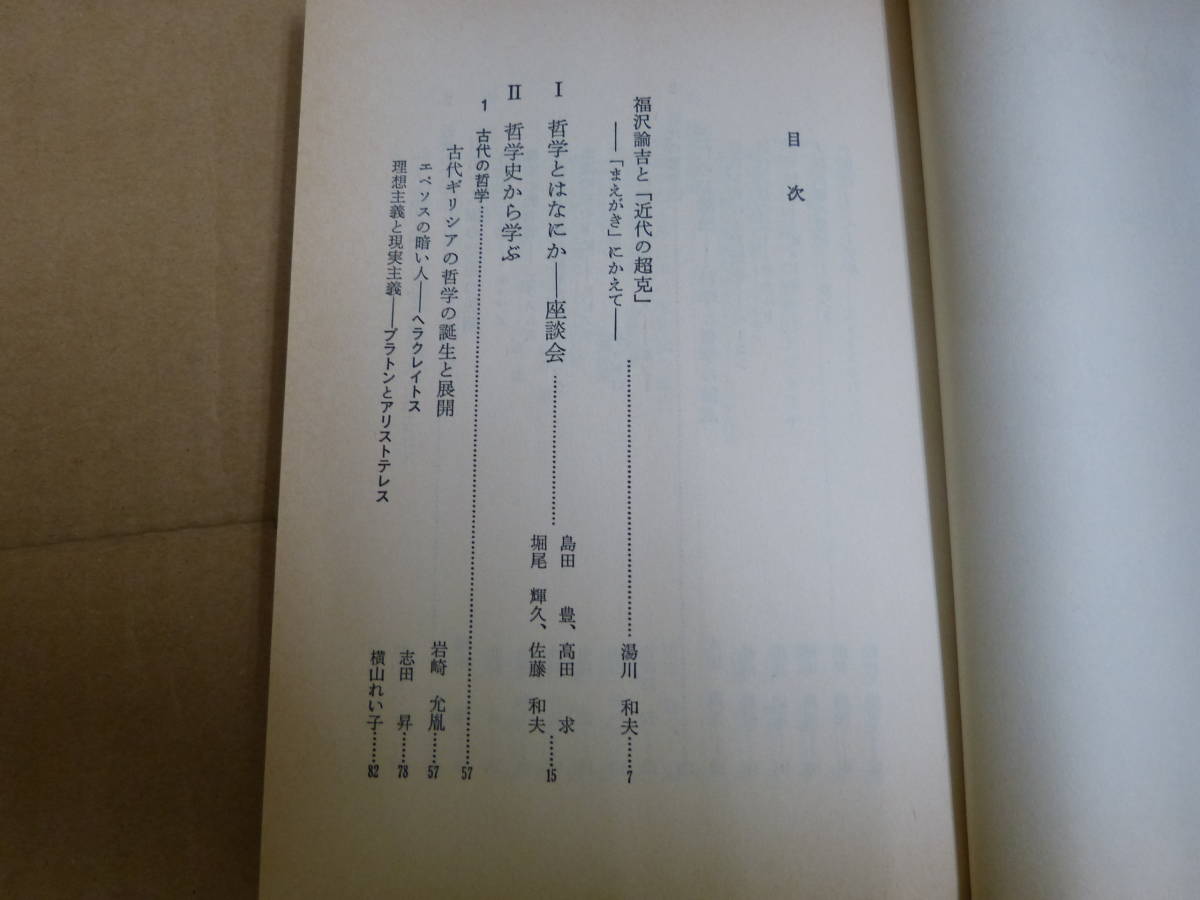 目次
福沢諭吉と「近代の超克」
――「まえがき」にかえて――……………………湯川 和夫……7
Ⅰ 哲学とはなにか――座談会……………………島田 豊、高田 求
堀尾 輝久、佐藤 和夫……15
Ⅱ 哲学史から学ぶ
1 古代の哲学……………………57
古代ギリシアの哲学の誕生と展開 岩崎 允胤……57
エペソスの暗い人――ヘラクレイトス 志田 昇……78
理想主義と現実主義――プラトンとアリストテレス 横山れい子……82